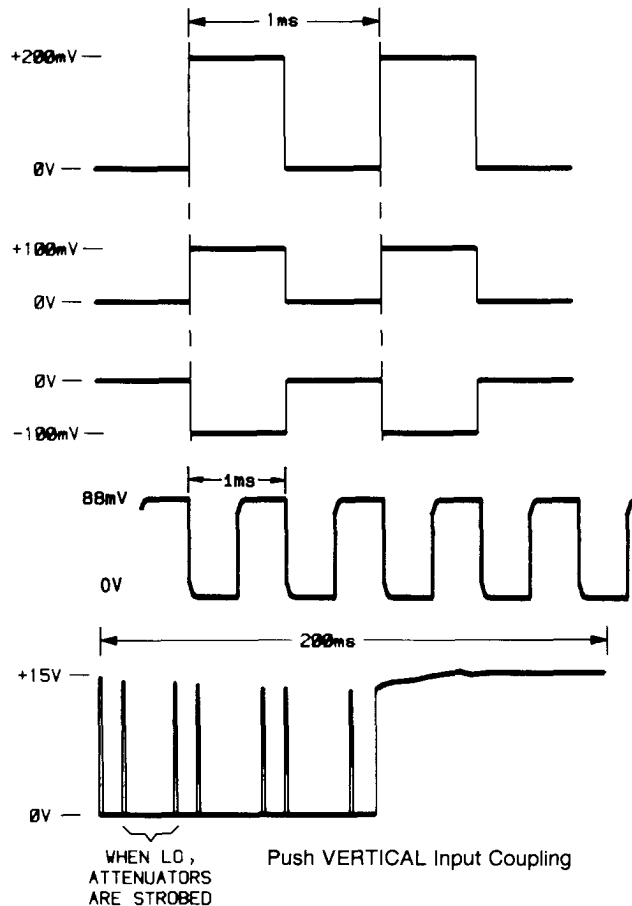 1ms
+200mV
0V
+100mV
0V
0V
-100mV
1ms
88mV
0V
200ms
+15V
0V
WHEN LO,
ATTENUATORS
ARE STROBED
Push VERTICAL Input Coupling